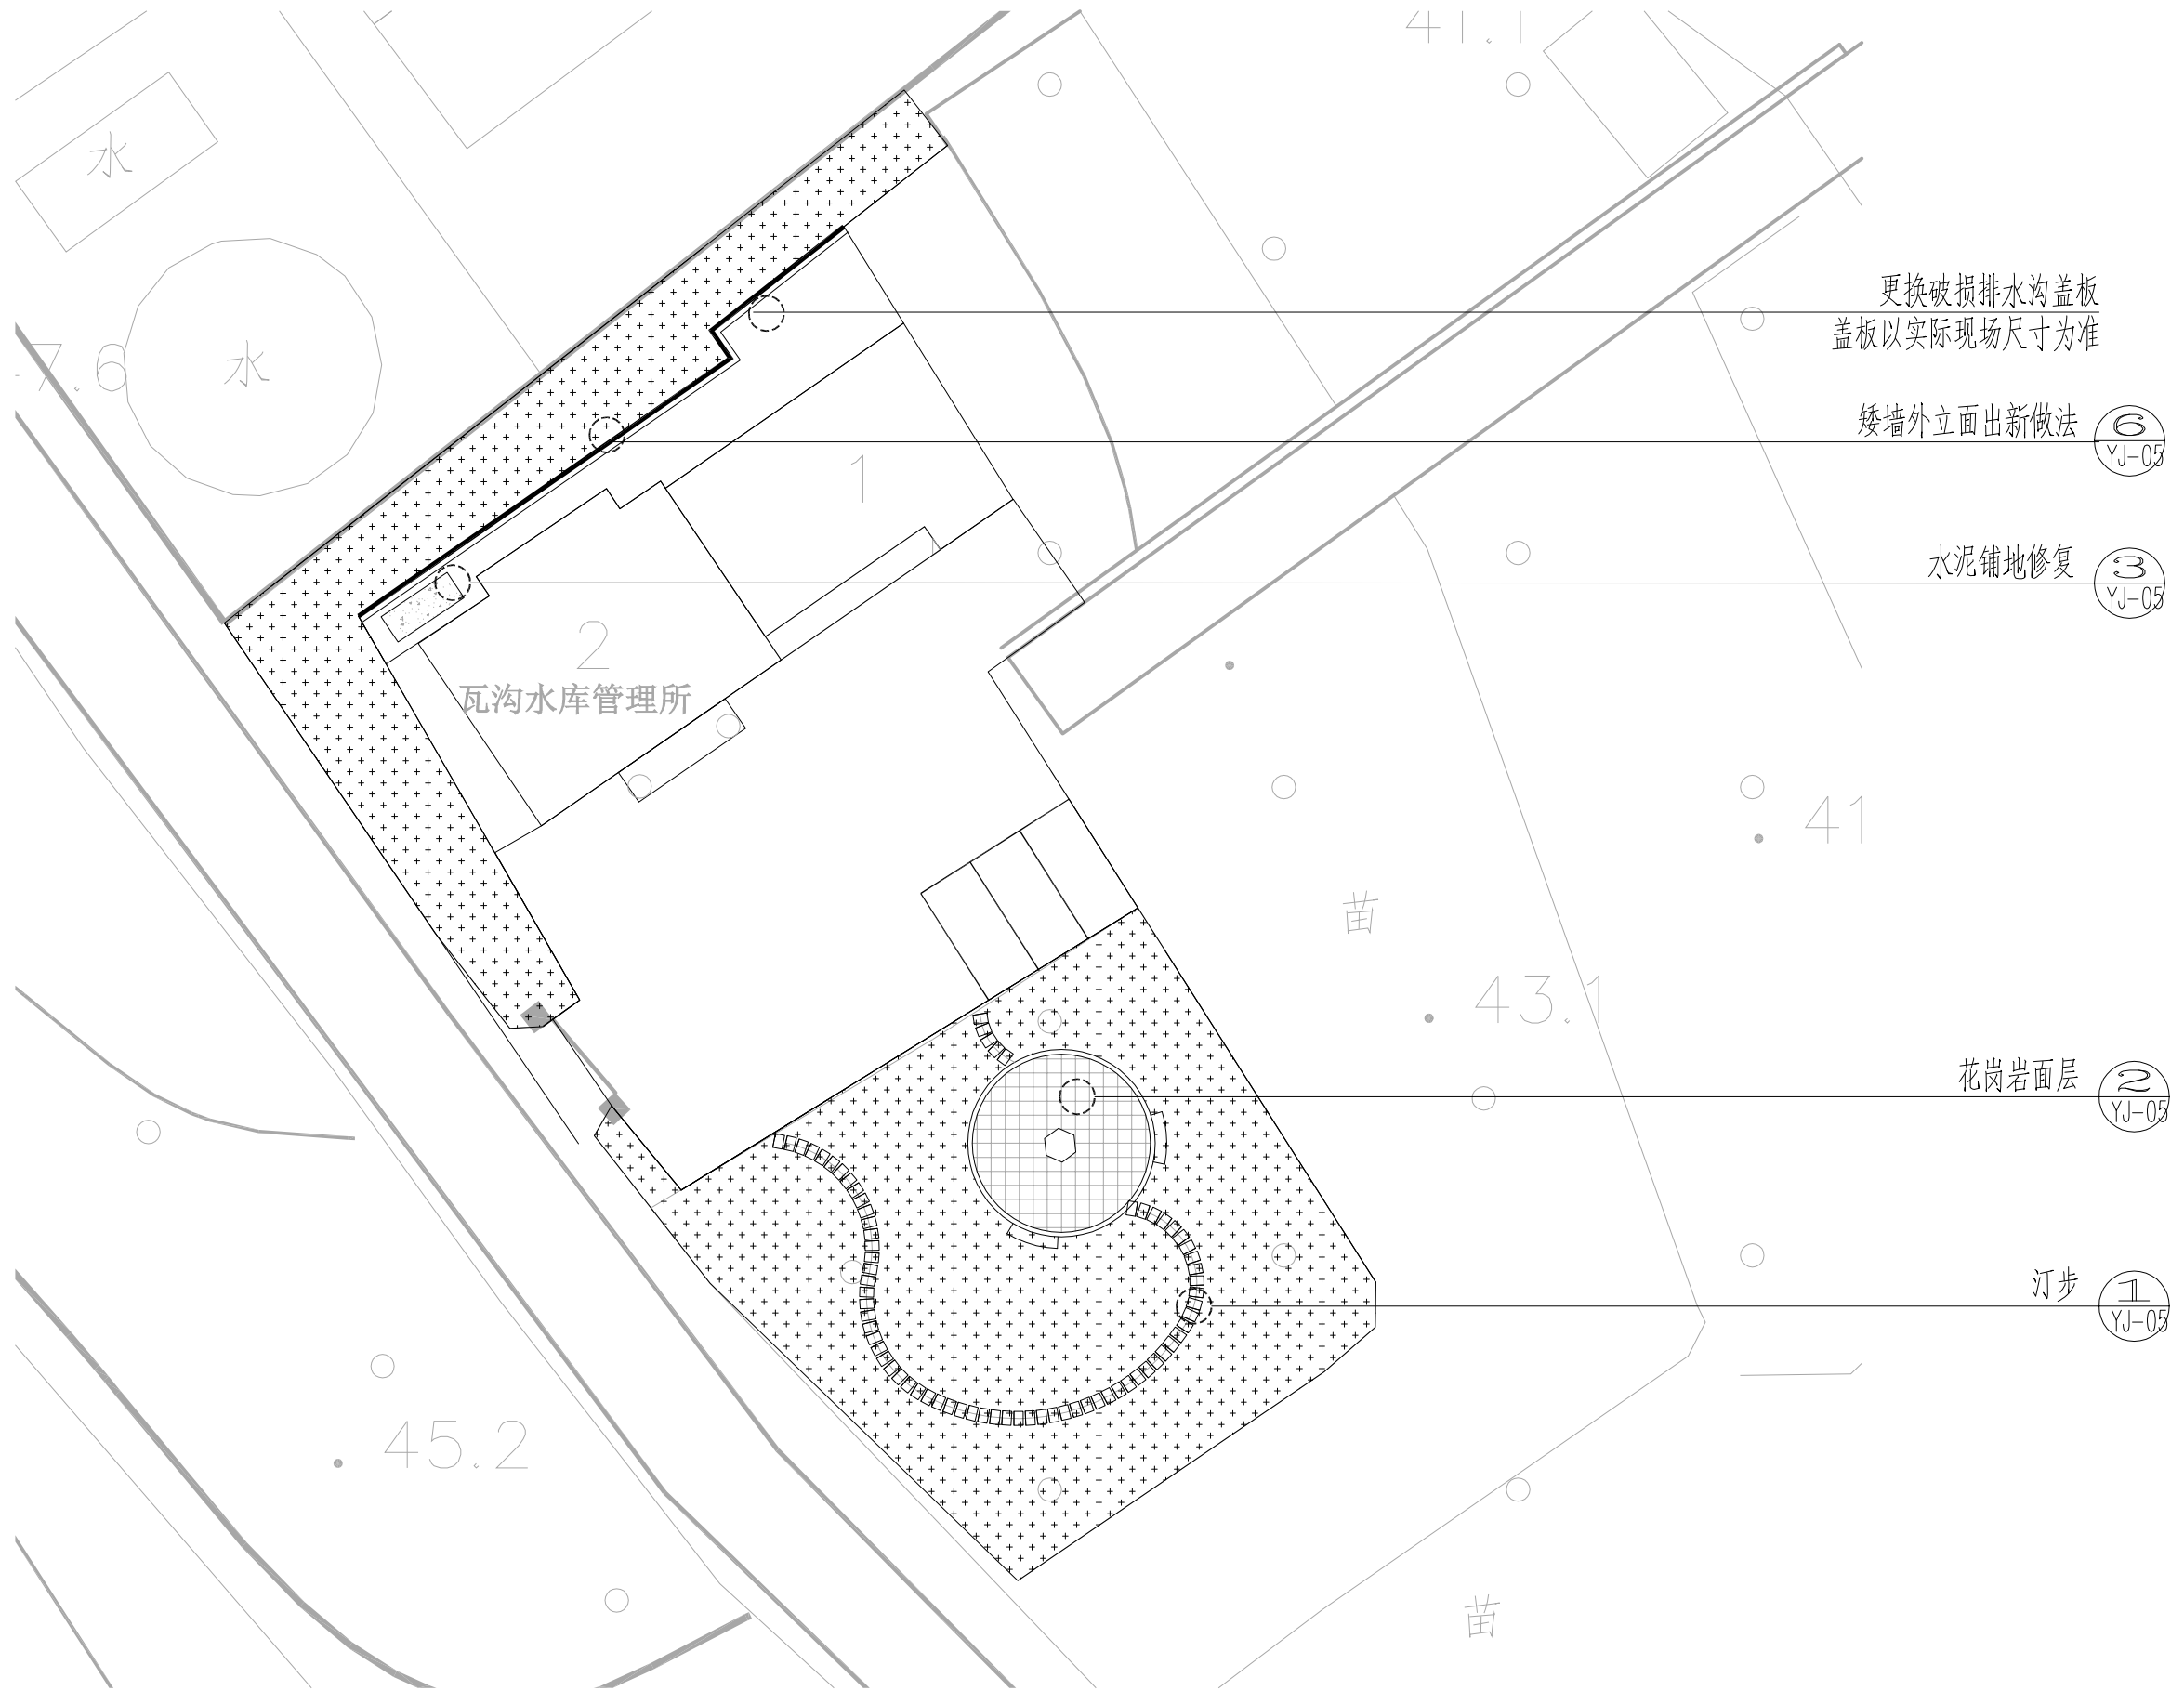 41.1
水
更换破损排水沟盖板
盖板以实际现场尺寸为准
水
7.6
矮墙外立面出新做法
6
YJ-05
1
水泥铺地修复
3
YJ-05
2
瓦沟水库管理所
41
苗
43.1
花岗岩面层
2
YJ-05
汀步
1
YJ-05
45.2
苗